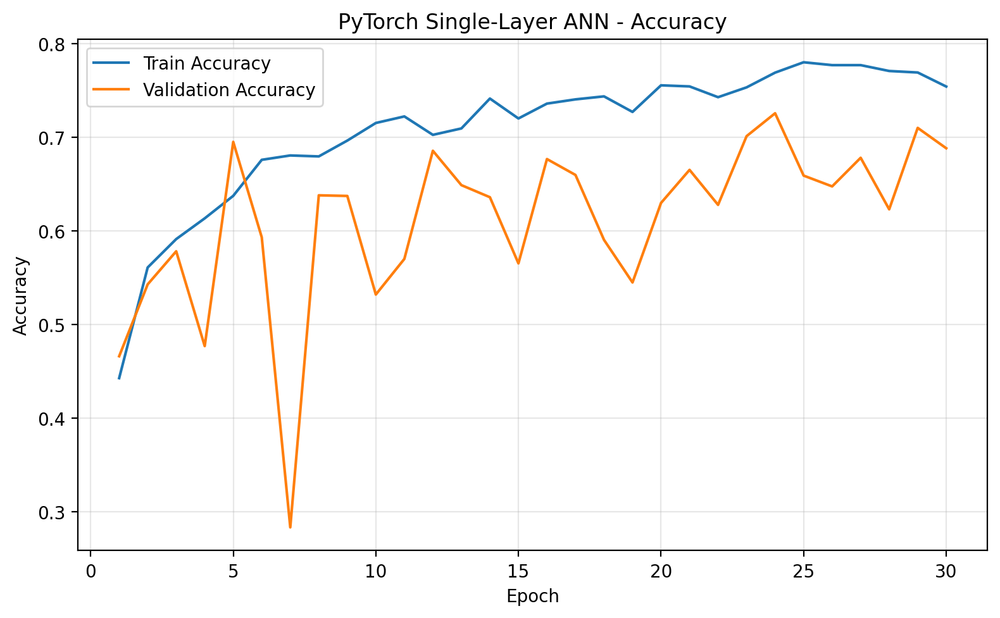 PyTorch Single-Layer ANN - Accuracy
Train Accuracy
Validation Accuracy
0.8
0.7
0.6
0.5
0.4
0.3
Accuracy
0 5 10 15 20 25 30
Epoch